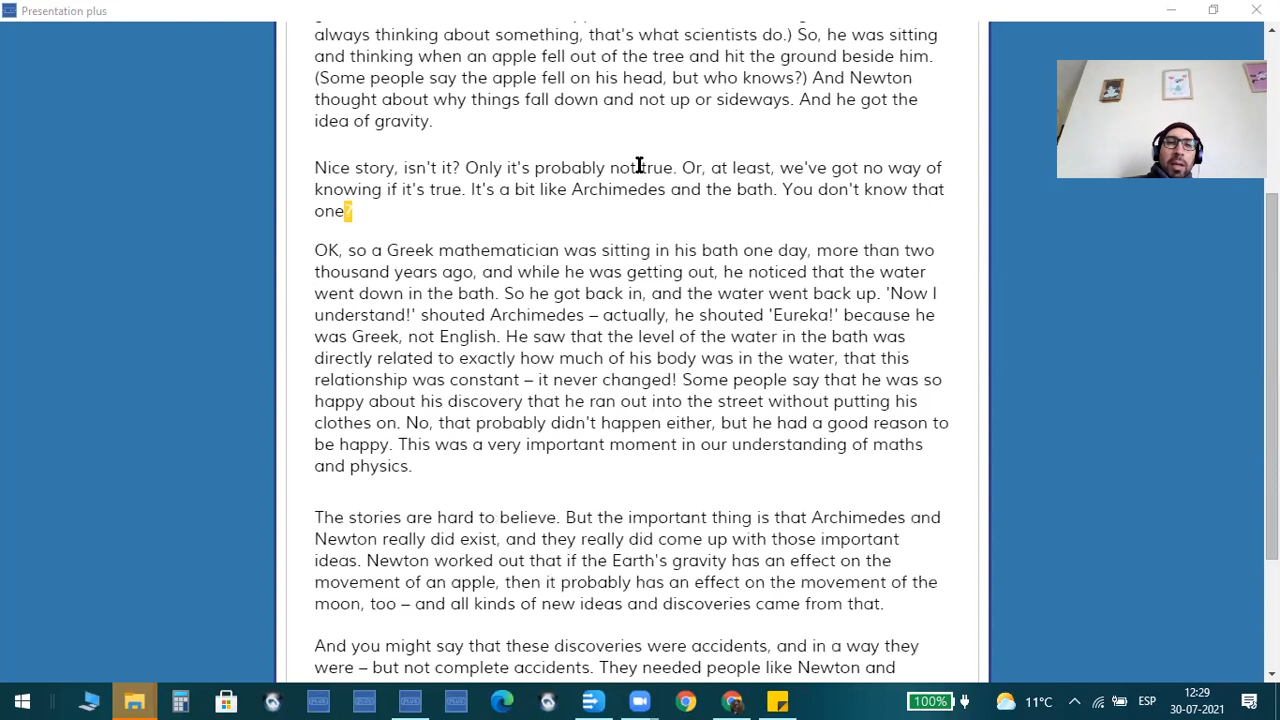 Presentation plus
always thinking about something, that's what scientists do.) So, he was sitting
and thinking when an apple fell out of the tree and hit the ground beside him.
(Some people say the apple fell on his head, but who knows?) And Newton
thought about why things fall down and not up or sideways. And he got the
idea of gravity.
Nice story, isn't it? Only it's probably not true. Or, at least, we've got no way of
knowing if it's true. It's a bit like Archimedes and the bath. You don't know that
one?
OK, so a Greek mathematician was sitting in his bath one day, more than two
thousand years ago, and while he was getting out, he noticed that the water
went down in the bath. So he got back in, and the water went back up. 'Now I
understand!' shouted Archimedes – actually, he shouted 'Eureka!' because he
was Greek, not English. He saw that the level of the water in the bath was
directly related to exactly how much of his body was in the water, that this
relationship was constant – it never changed! Some people say that he was so
happy about his discovery that he ran out into the street without putting his
clothes on. No, that probably didn't happen either, but he had a good reason to
be happy. This was a very important moment in our understanding of maths
and physics.
The stories are hard to believe. But the important thing is that Archimedes and
Newton really did exist, and they really did come up with those important
ideas. Newton worked out that if the Earth's gravity has an effect on the
movement of an apple, then it probably has an effect on the movement of the
moon, too – and all kinds of new ideas and discoveries came from that.
And you might say that these discoveries were accidents, and in a way they
were – but not complete accidents. They needed people like Newton and
100%
11°C
ESP
12:29
30-07-2021